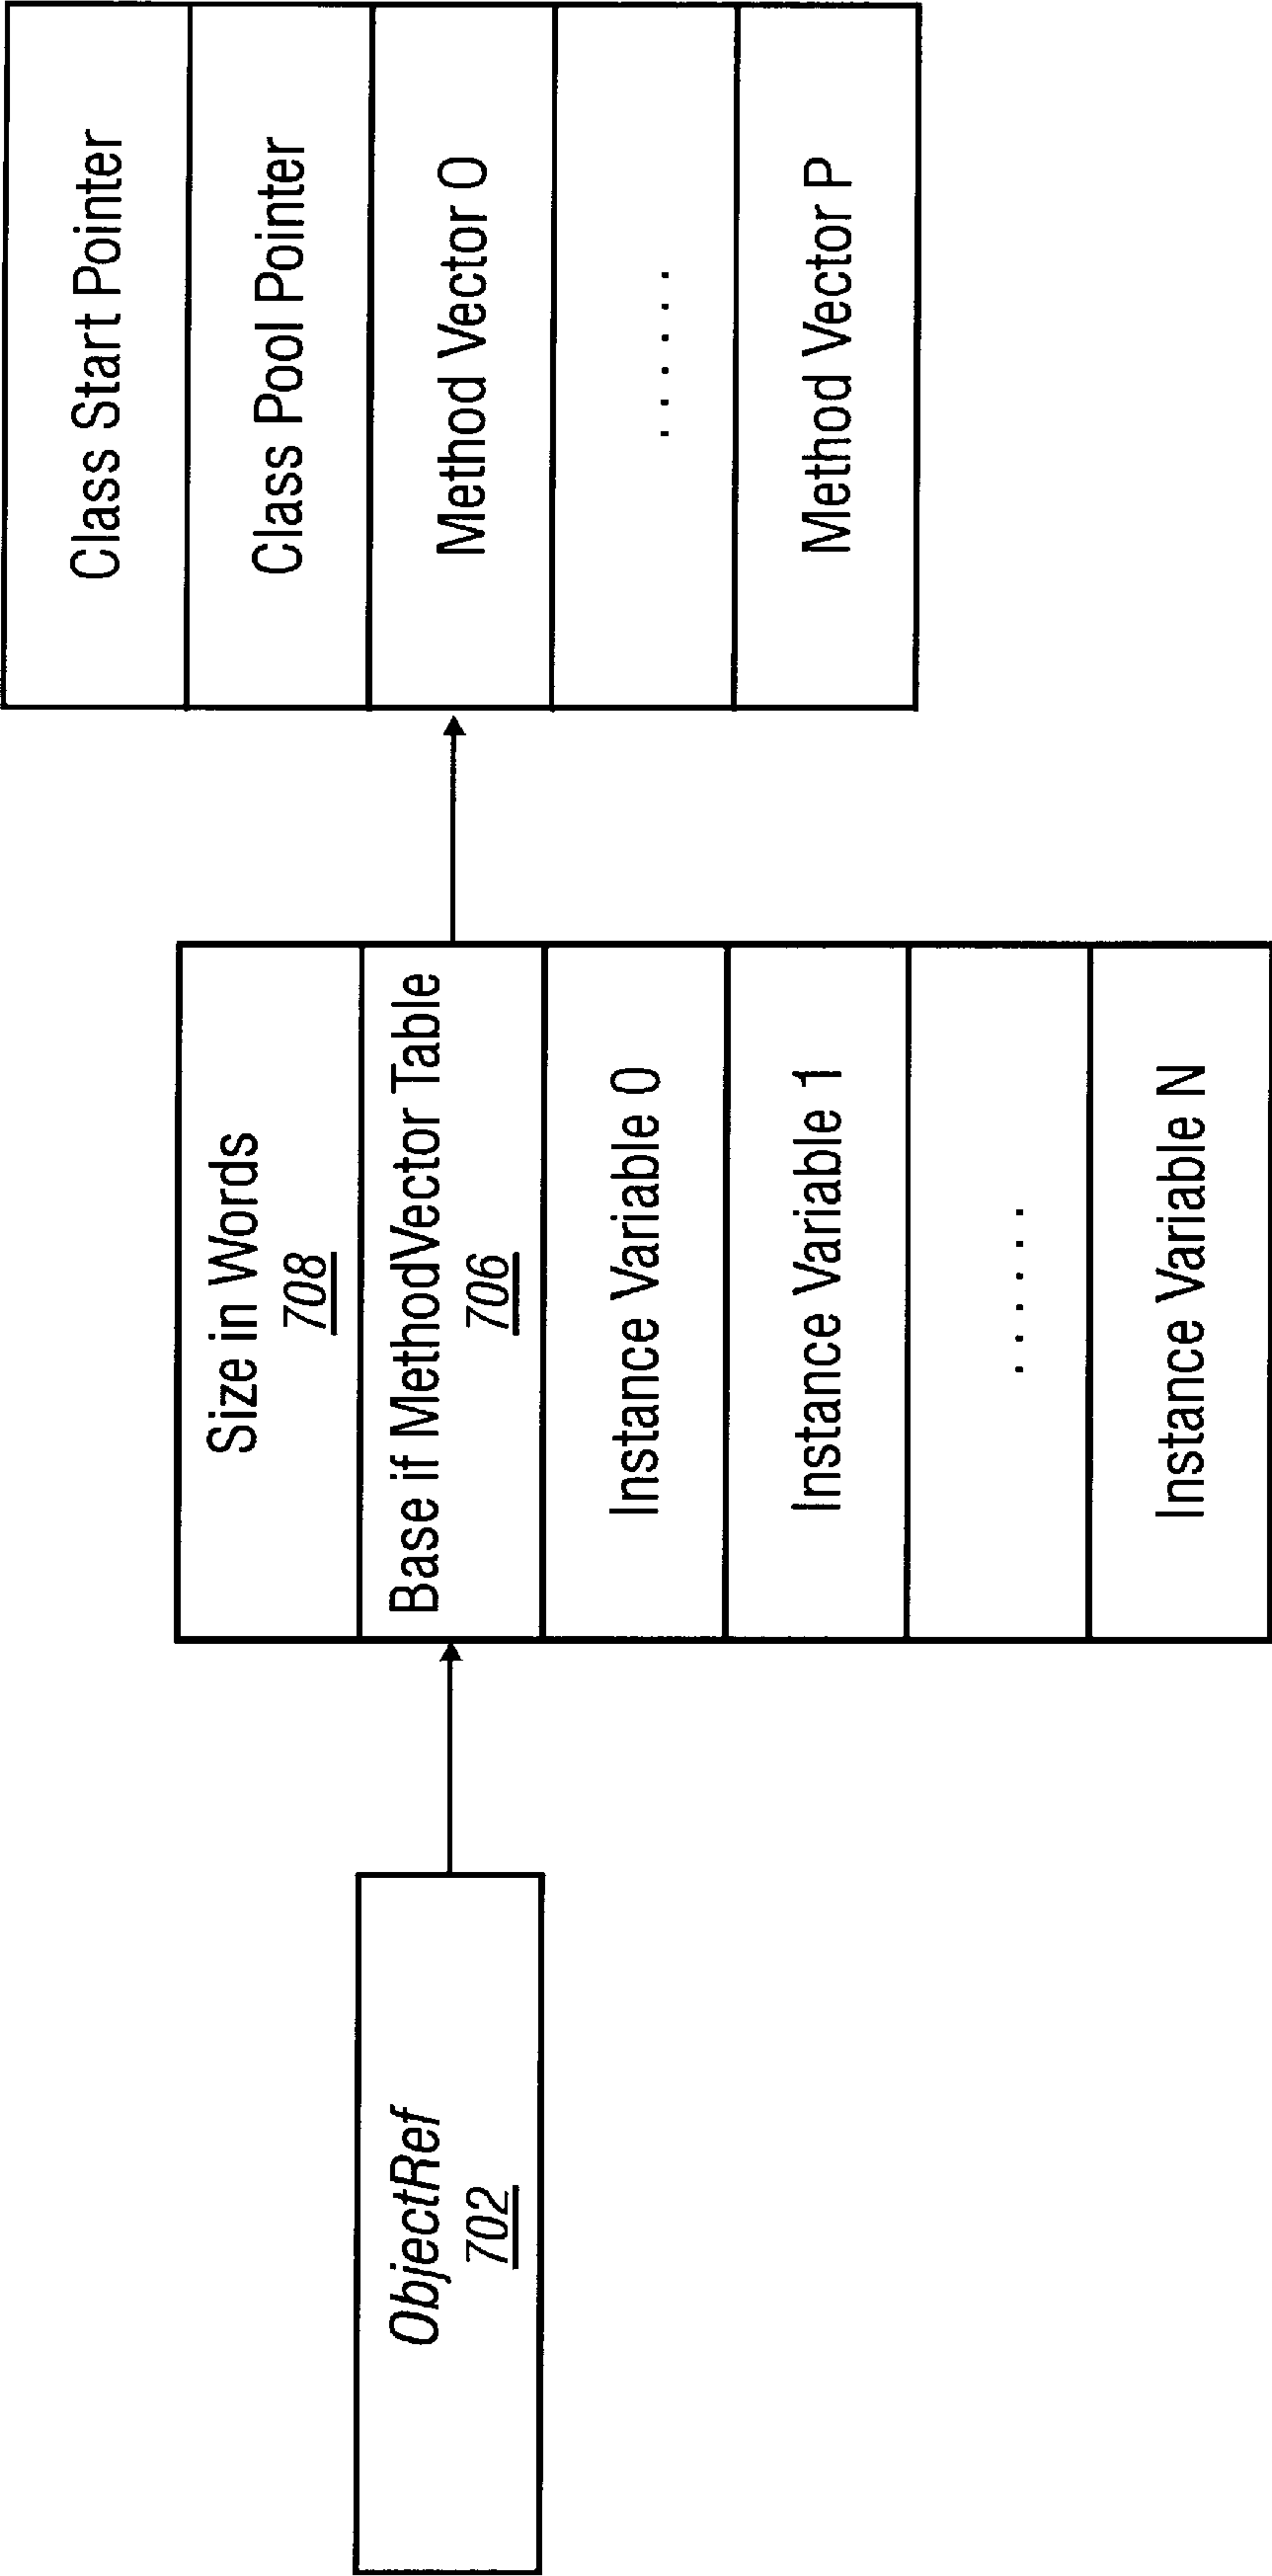 ObjectRef
702
Size in Words
708
Base if MethodVector Table
706
Instance Variable 0
Instance Variable 1
......
Instance Variable N
Class Start Pointer
Class Pool Pointer
Method Vector O
......
Method Vector P